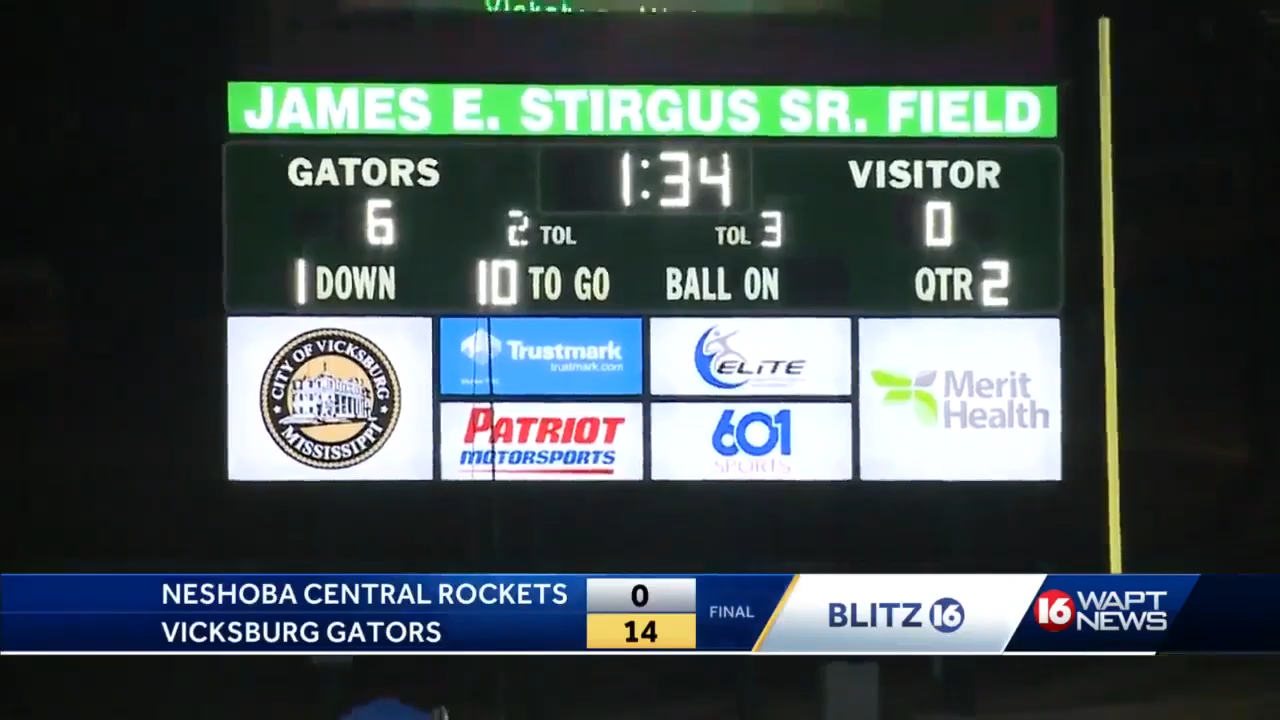 JAMES E. STIRGUS SR. FIELD
GATORS 1:34 VISITOR
6 2 TOL TOL 3 0
1 DOWN 10 TO GO BALL ON QTR 2
CITY OF VICKSBURG
MISSISSIPPI
Trustmark
trustmark.com
ELITE
Merit
Health
PATRIOT
MOTORSPORTS
601
SPORTS
NESHOBA CENTRAL ROCKETS 0
VICKSBURG GATORS 14
FINAL
BLITZ 16
16 WAPT
NEWS